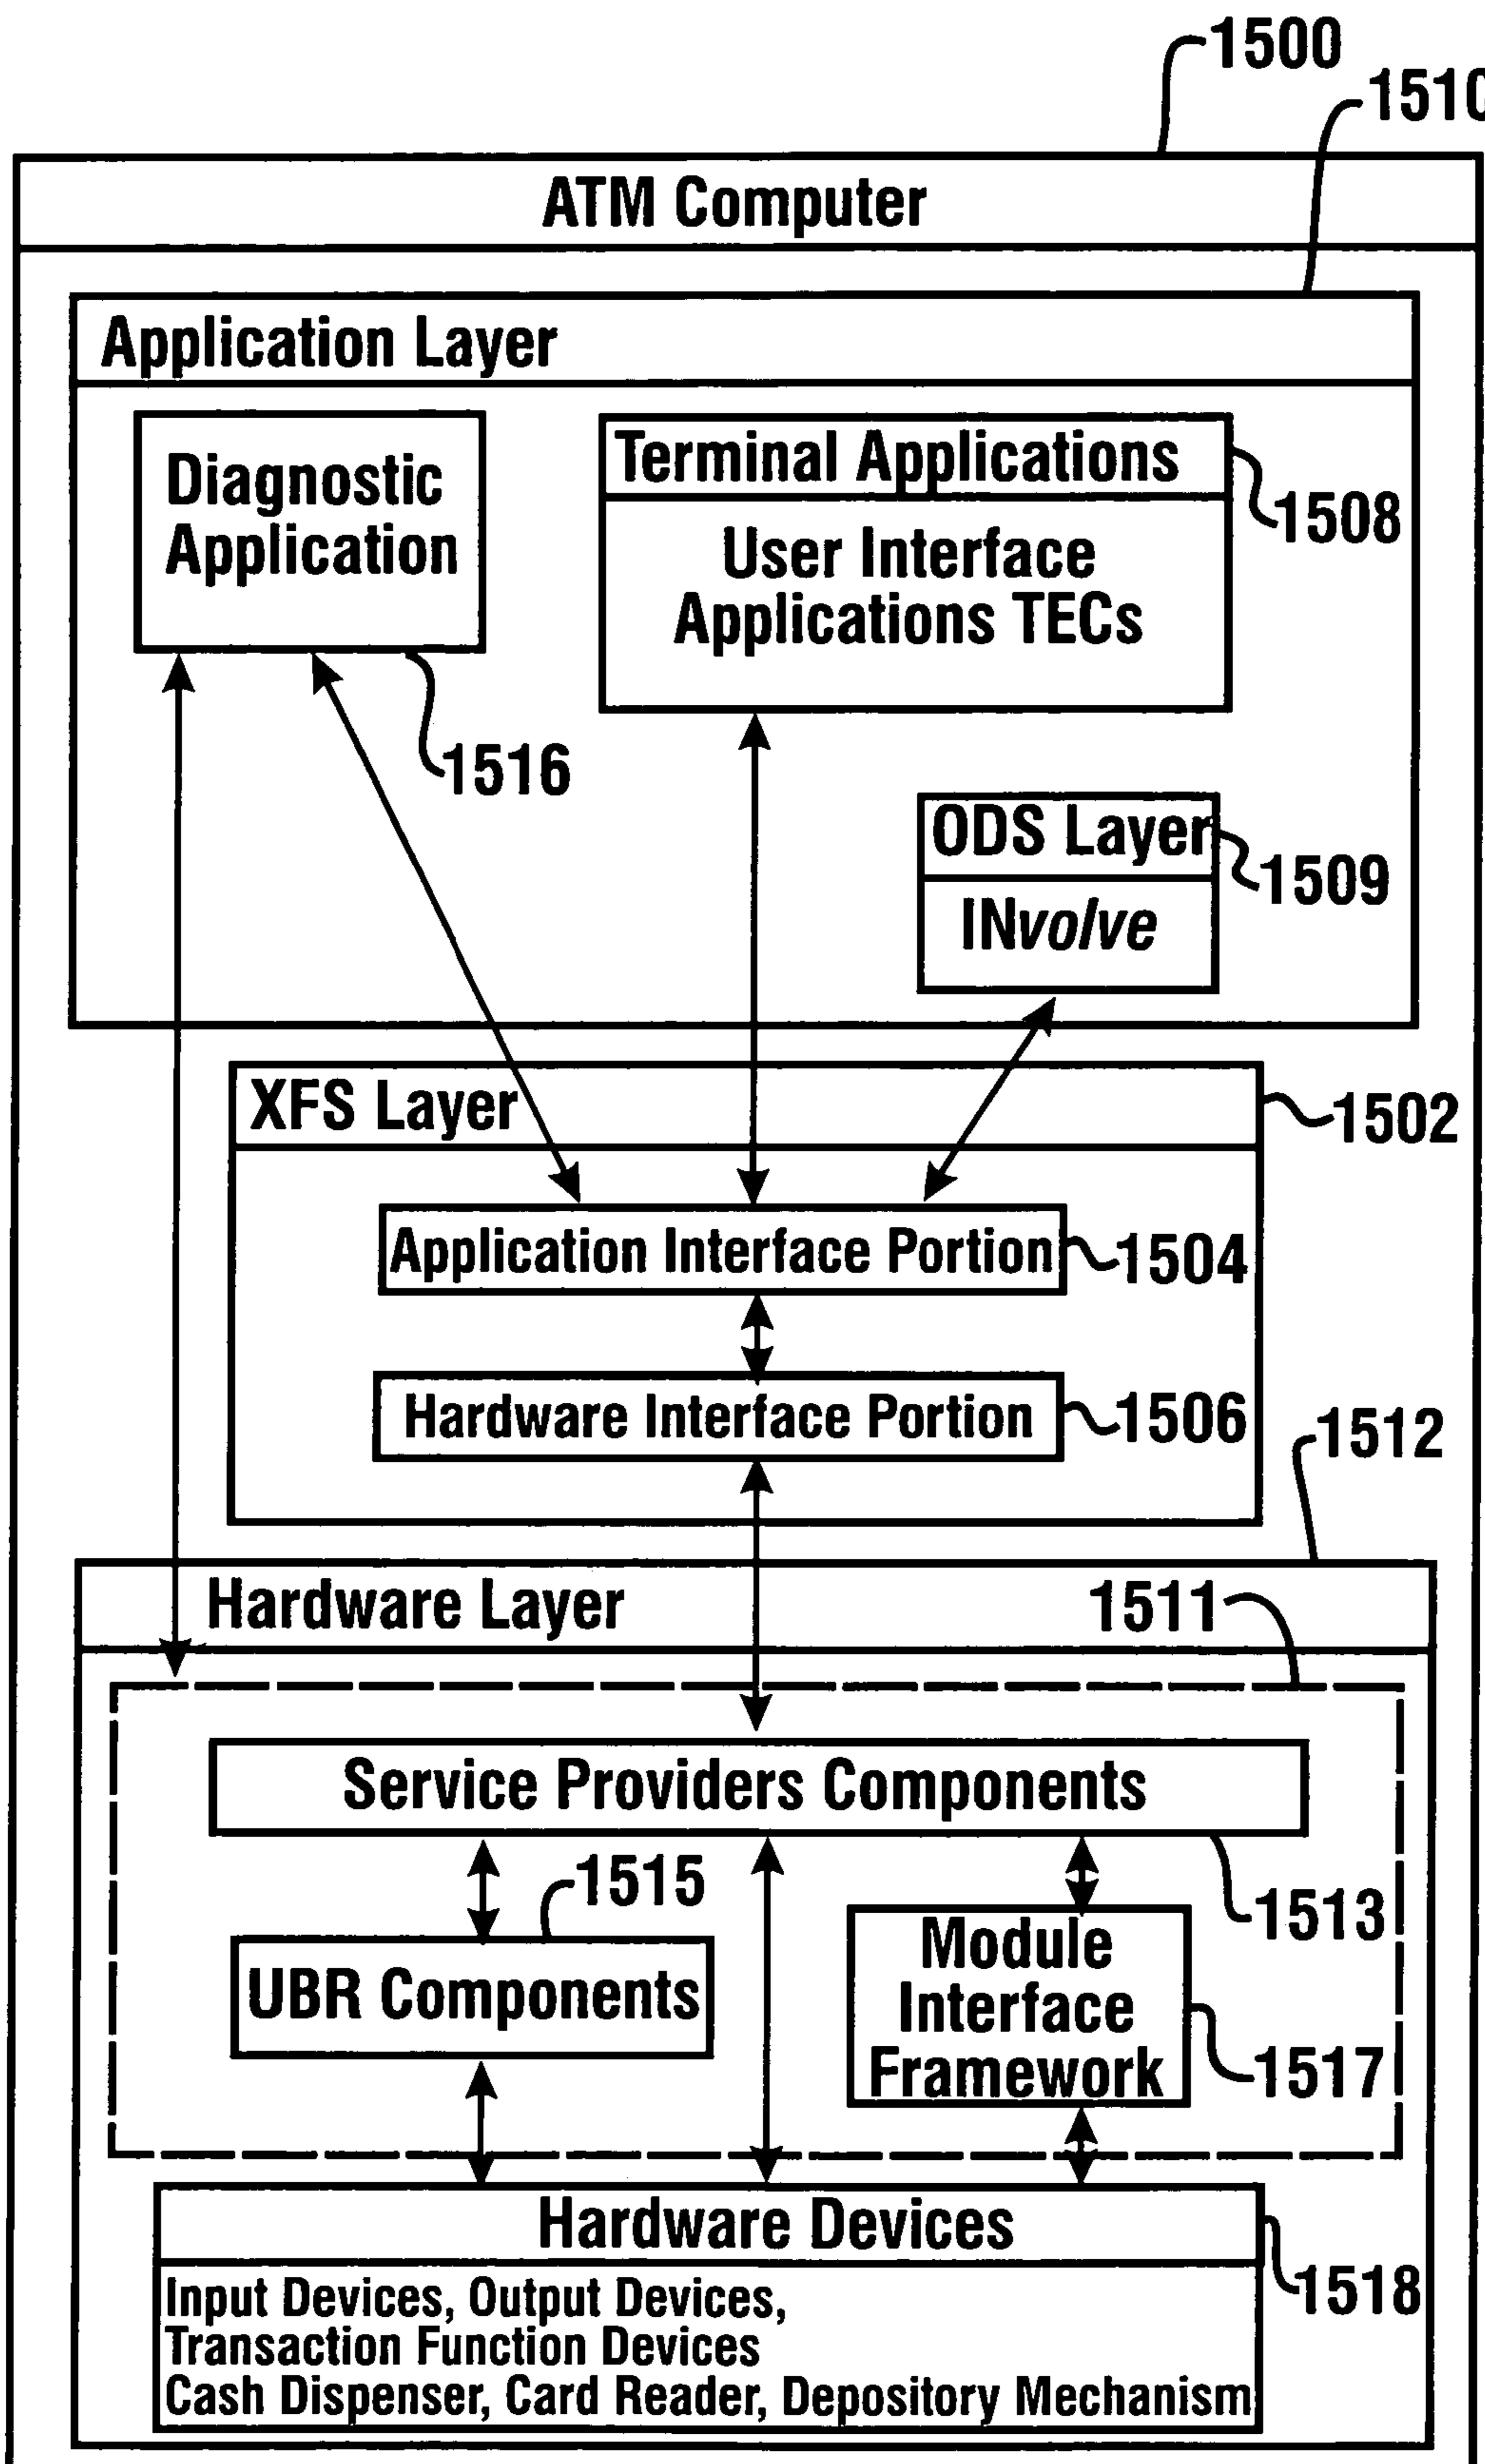 1500
1510
ATM Computer
Application Layer
Diagnostic
Application
Terminal Applications
1508
User Interface
Applications TECs
1516
ODS Layer
1509
INvolve
XFS Layer
1502
Application Interface Portion
1504
Hardware Interface Portion
1506
1512
Hardware Layer
1511
Service Providers Components
1515
1513
UBR Components
Module
Interface
Framework
1517
Hardware Devices
1518
Input Devices, Output Devices,
Transaction Function Devices
Cash Dispenser, Card Reader, Depository Mechanism